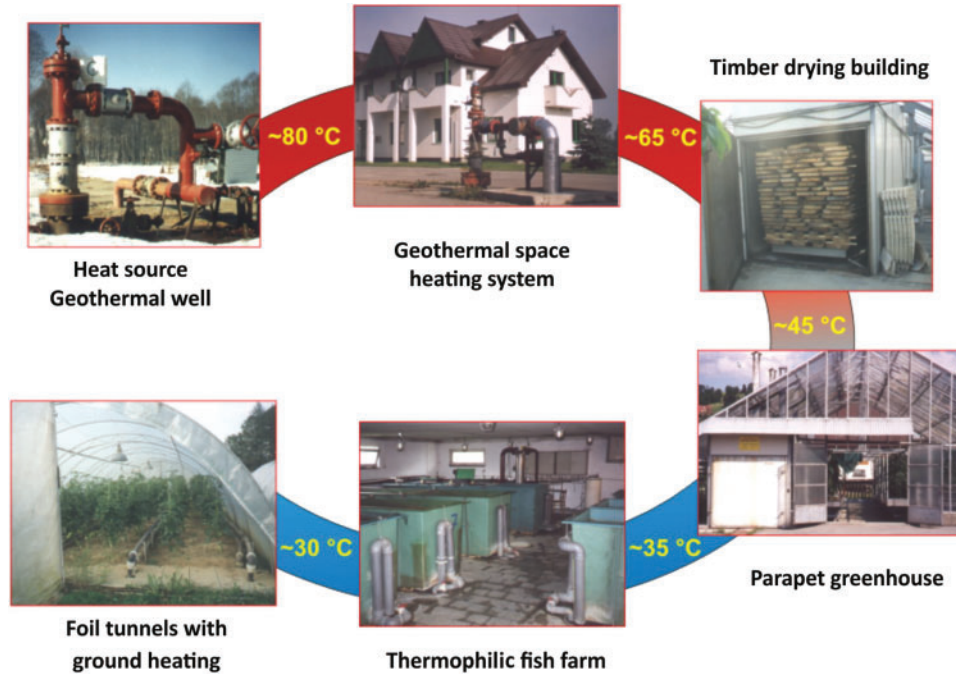 ~80 °C
~65 °C
Timber drying building
Heat source
Geothermal well
Geothermal space
heating system
~45 °C
Parapet greenhouse
~35 °C
Thermophilic fish farm
~30 °C
Foil tunnels with
ground heating